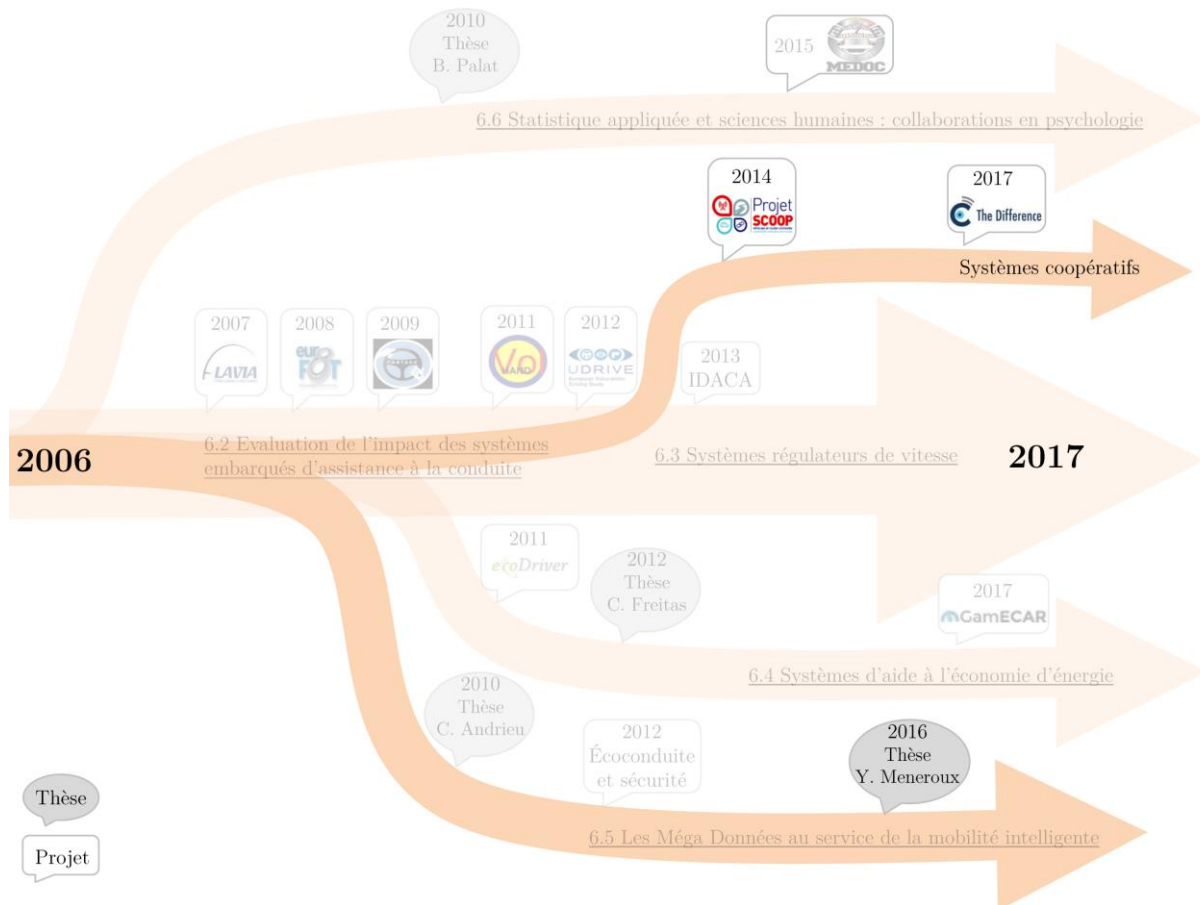 2010
Thèse
B. Palat
2015
MEDOC
6.6 Statistique appliquée et sciences humaines : collaborations en psychologie
2014
Projet
SCOOP
2017
The Difference
Systèmes coopératifs
2007
LAVIA
2008
euro
FOT
2009
2011
2012
UDRIVE
2013
IDACA
6.2 Evaluation de l'impact des systèmes
embarqués d'assistance à la conduite
2006
6.3 Systèmes régulateurs de vitesse
2017
2011
ecoDriver
2012
Thèse
C. Freitas
2017
GamECAR
6.4 Systèmes d'aide à l'économie d'énergie
2010
Thèse
C. Andrieu
2012
Écoconduite
et sécurité
2016
Thèse
Y. Meneroux
6.5 Les Méga Données au service de la mobilité intelligente
Thèse
Projet